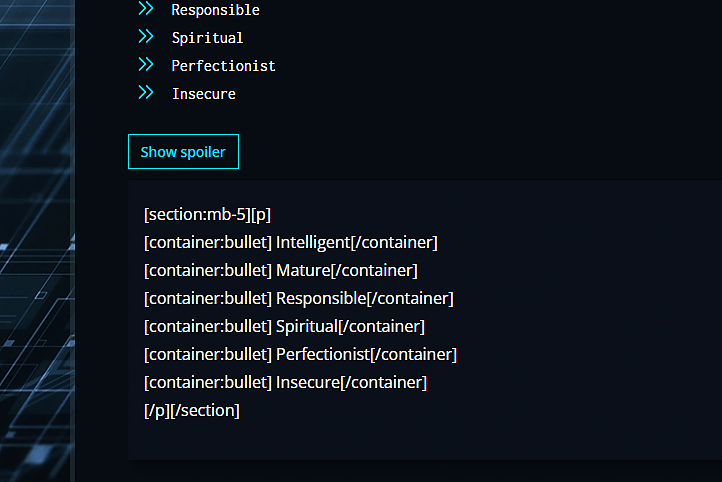 Responsible
Spiritual
Perfectionist
Insecure
Show spoiler
[section:mb-5][p]
[container:bullet] Intelligent[/container]
[container:bullet] Mature[/container]
[container:bullet] Responsible[/container]
[container:bullet] Spiritual[/container]
[container:bullet] Perfectionist[/container]
[container:bullet] Insecure[/container]
[/p][/section]